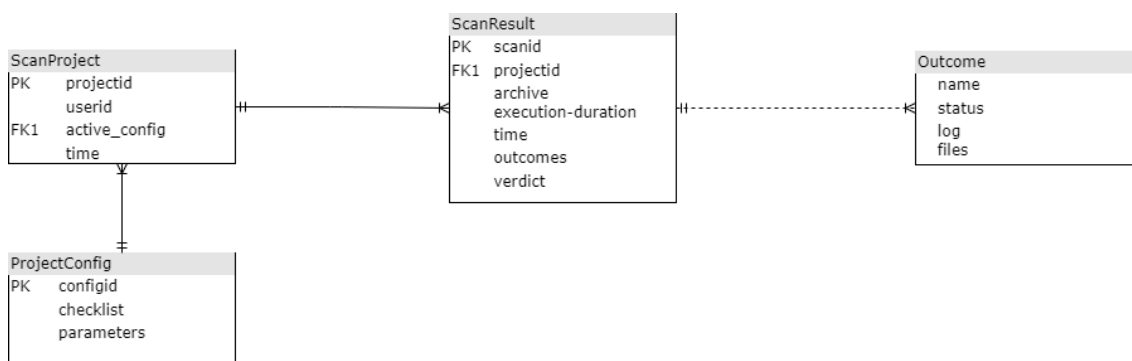 ScanProject
PK projectid
userid
FK1 active_config
time
ScanResult
PK scanid
FK1 projectid
archive
execution-duration
time
outcomes
verdict
Outcome
name
status
log
files
ProjectConfig
PK configid
checklist
parameters